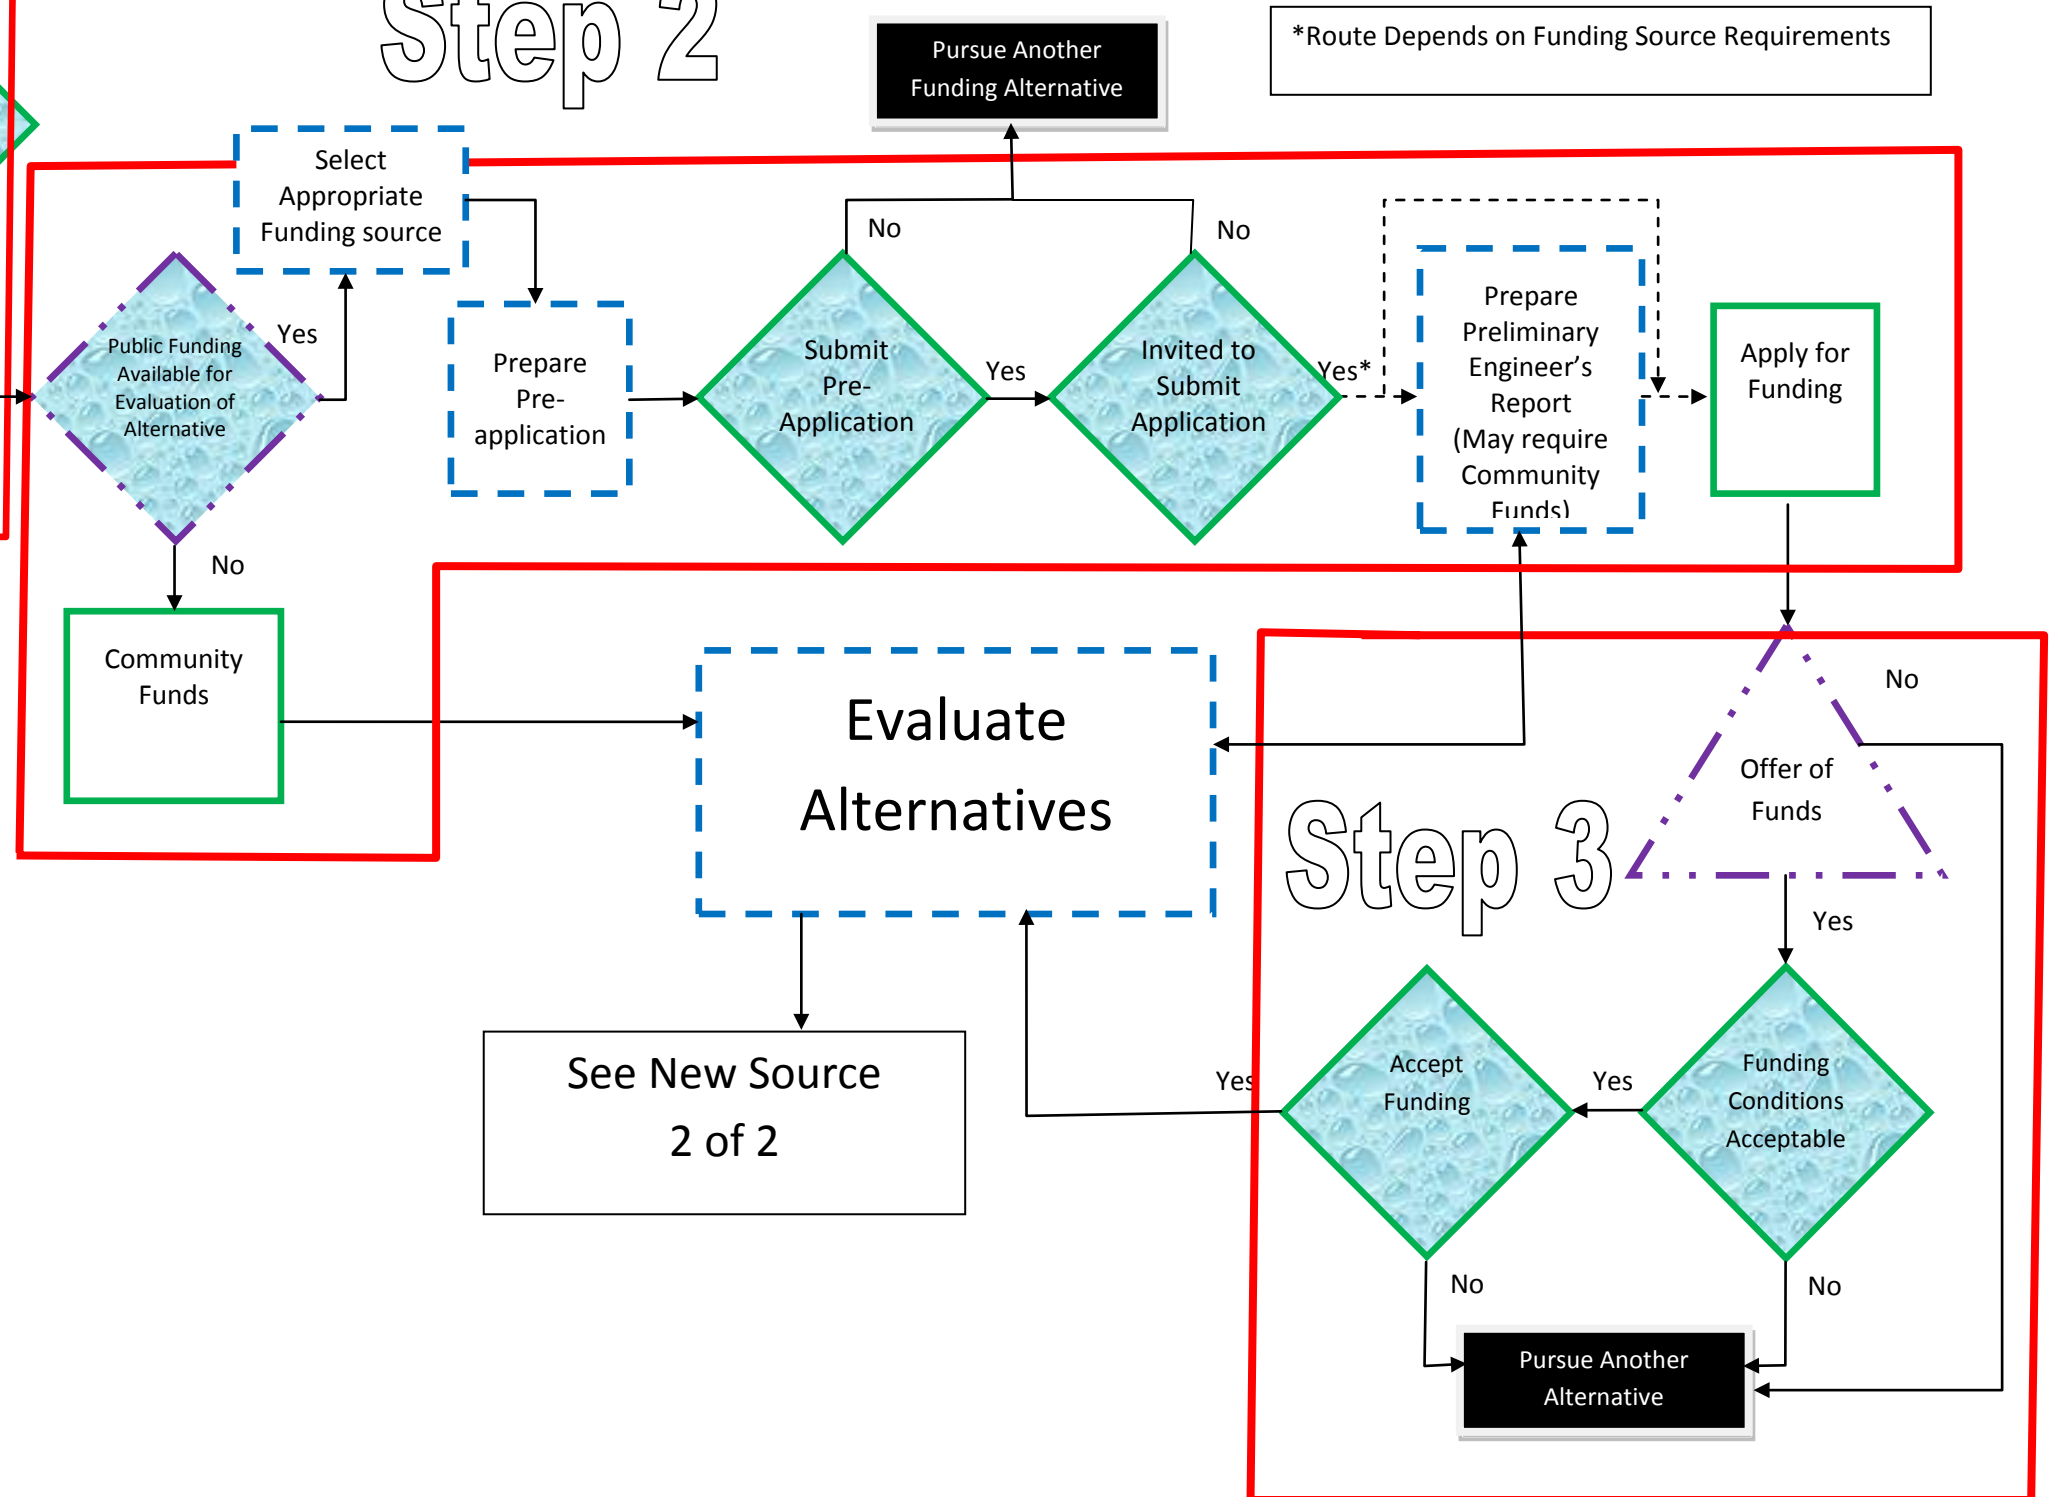 Step 2
Pursue Another
Funding Alternative
*Route Depends on Funding Source Requirements
Select
Appropriate
Funding source
No
No
Public Funding
Available for
Evaluation of
Alternative
Yes
Prepare
Pre-
application
Submit
Pre-
Application
Yes
Invited to
Submit
Application
Yes*
Prepare
Preliminary
Engineer’s
Report
(May require
Community
Funds)
Apply for
Funding
No
Community
Funds
Evaluate
Alternatives
No
Offer of
Funds
Step 3
Yes
See New Source
2 of 2
Yes
Accept
Funding
Yes
Funding
Conditions
Acceptable
No
No
Pursue Another
Alternative